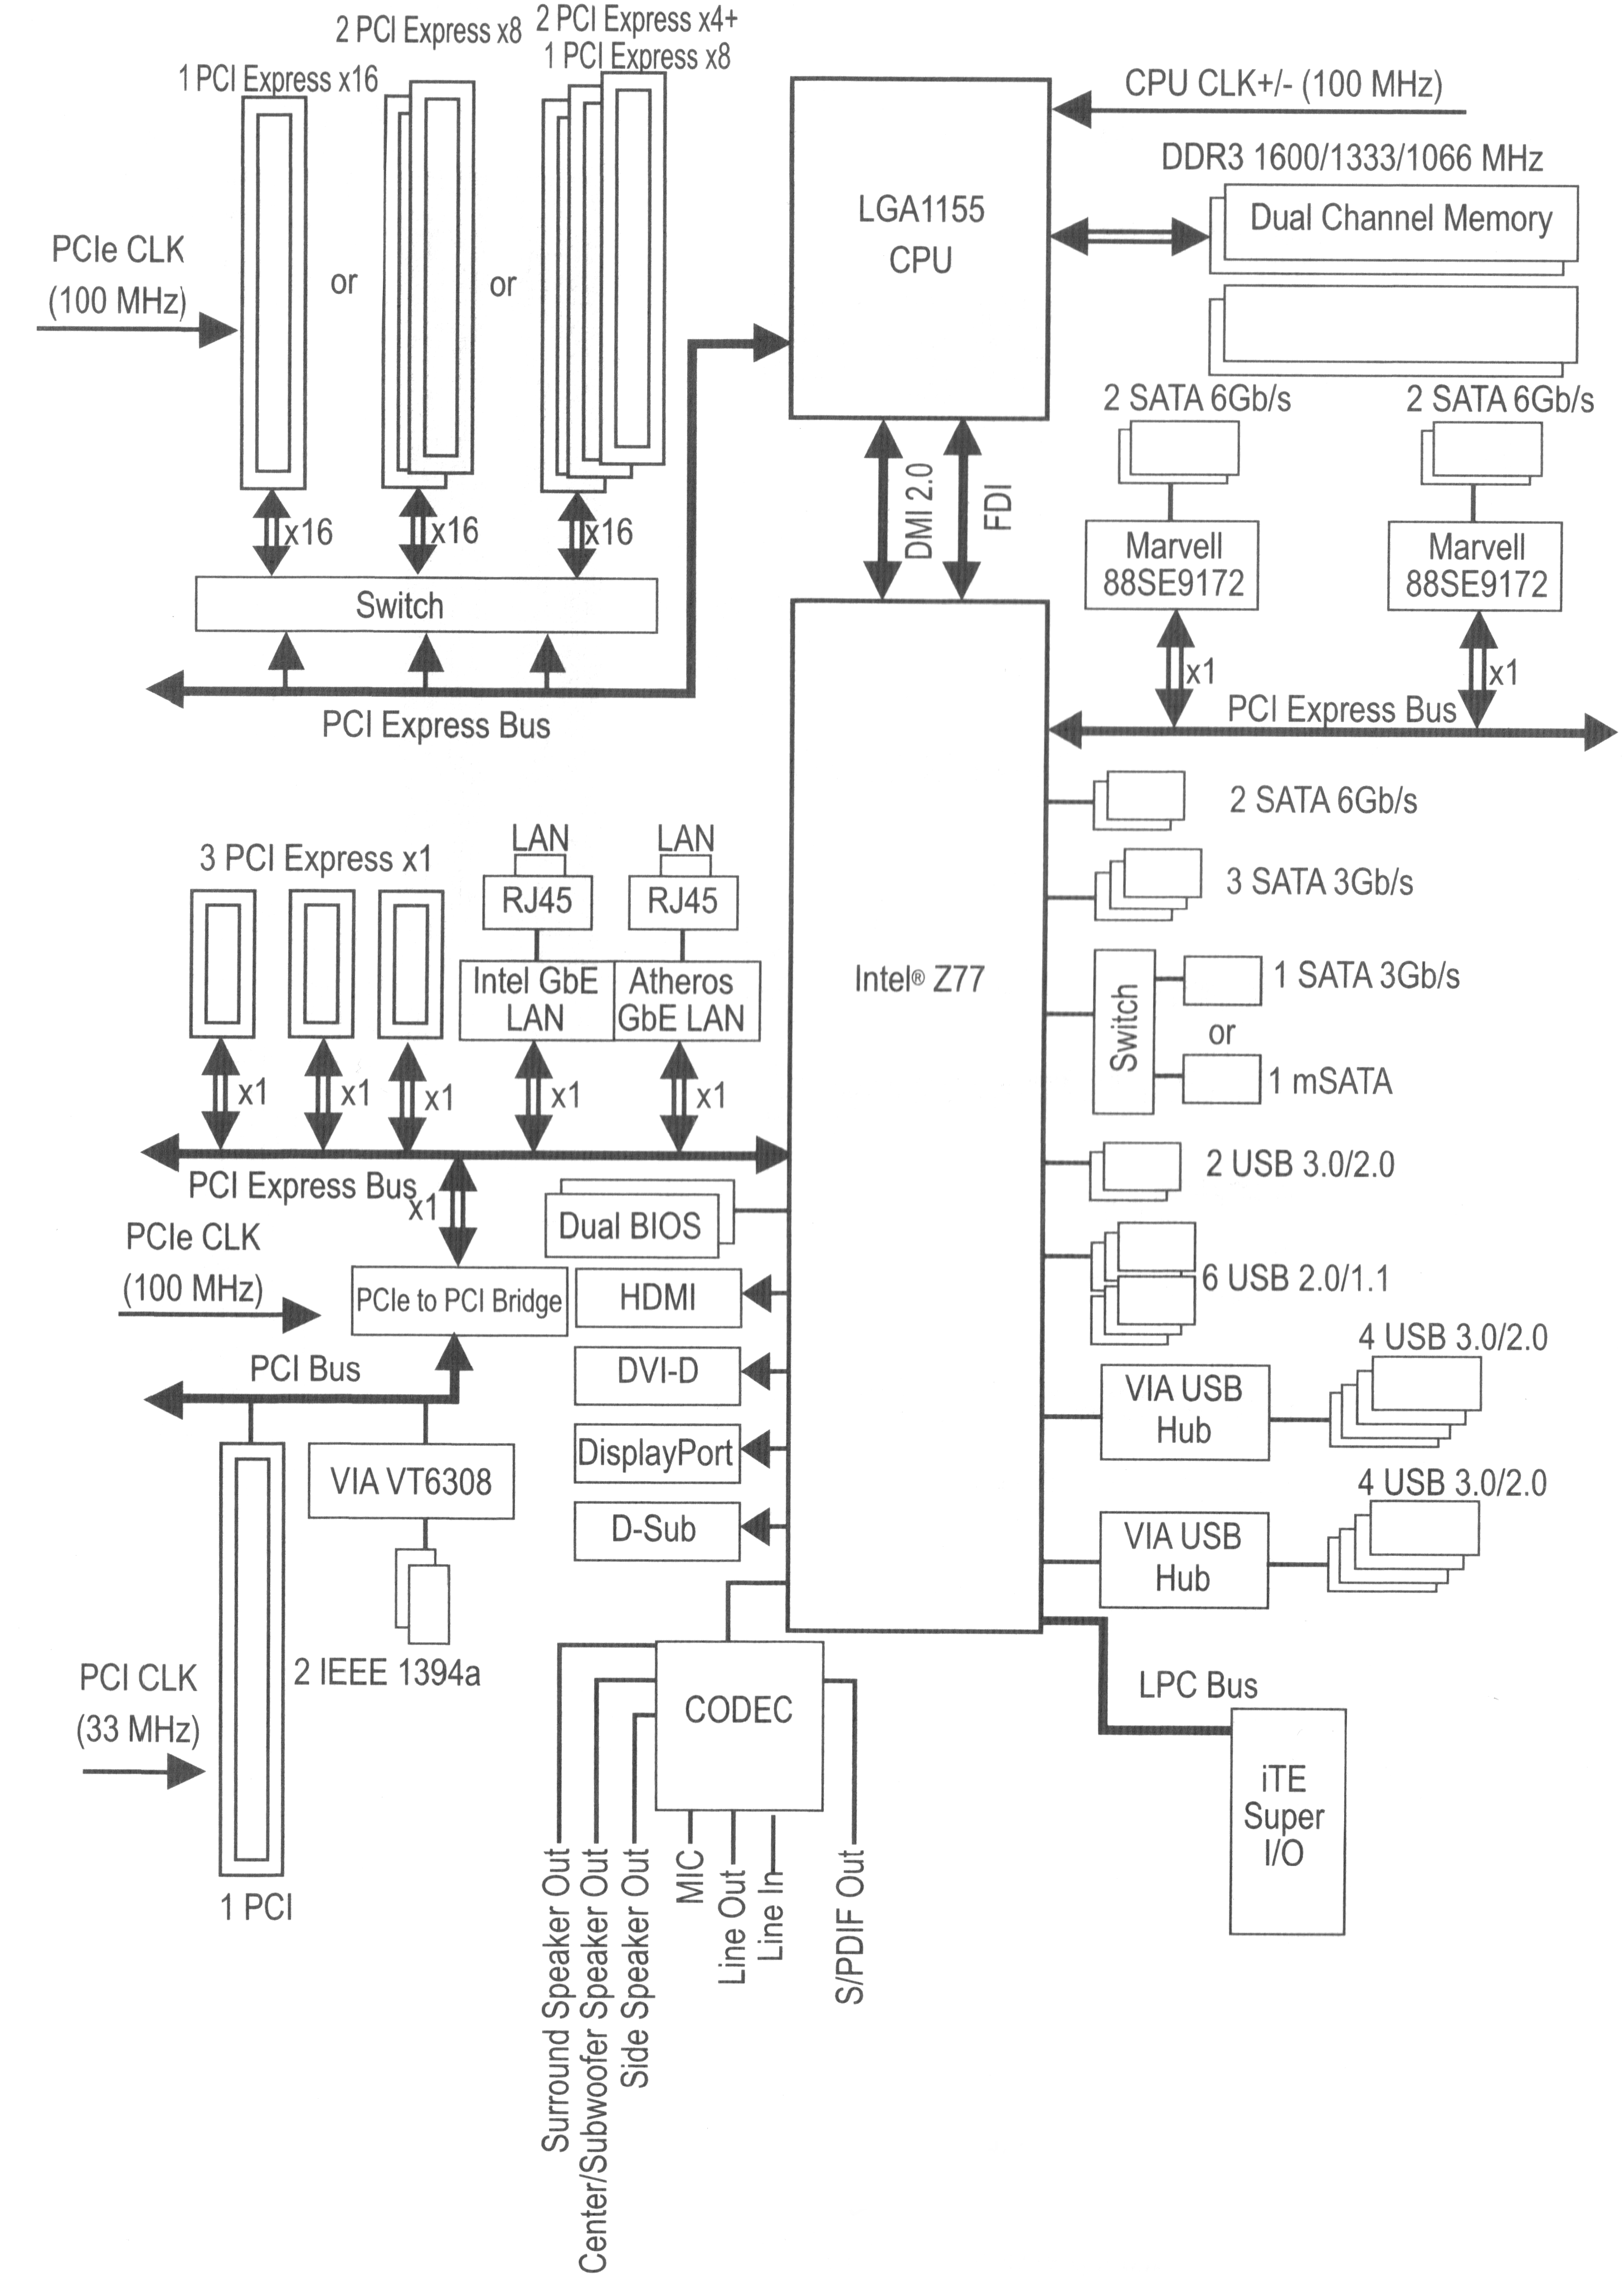 2 PCI Express x4+
2 PCI Express x8
1 PCI Express x8
1 PCI Express x16
CPU CLK+/- (100 MHz)
DDR3 1600/1333/1066 MHz
Dual Channel Memory
LGA1155
CPU
PCIe CLK
(100 MHz)
or
or
x16
x16
x16
Switch
PCI Express Bus
DMI 2.0
FDI
2 SATA 6Gb/s
2 SATA 6Gb/s
Marvell
88SE9172
Marvell
88SE9172
x1
x1
PCI Express Bus
2 SATA 6Gb/s
3 SATA 3Gb/s
Switch
1 SATA 3Gb/s
or
1 mSATA
Intel® Z77
3 PCI Express x1
LAN
LAN
RJ45
RJ45
Intel GbE
LAN
Atheros
GbE LAN
x1
x1
x1
x1
x1
PCI Express Bus
x1
PCIe CLK
(100 MHz)
PCIe to PCI Bridge
PCI Bus
VIA VT6308
2 IEEE 1394a
PCI CLK
(33 MHz)
1 PCI
Dual BIOS
HDMI
DVI-D
DisplayPort
D-Sub
2 USB 3.0/2.0
6 USB 2.0/1.1
4 USB 3.0/2.0
VIA USB
Hub
4 USB 3.0/2.0
VIA USB
Hub
LPC Bus
iTE
Super
I/O
CODEC
Surround Speaker Out
Center/Subwoofer Speaker Out
Side Speaker Out
MIC
Line Out
Line In
S/PDIF Out